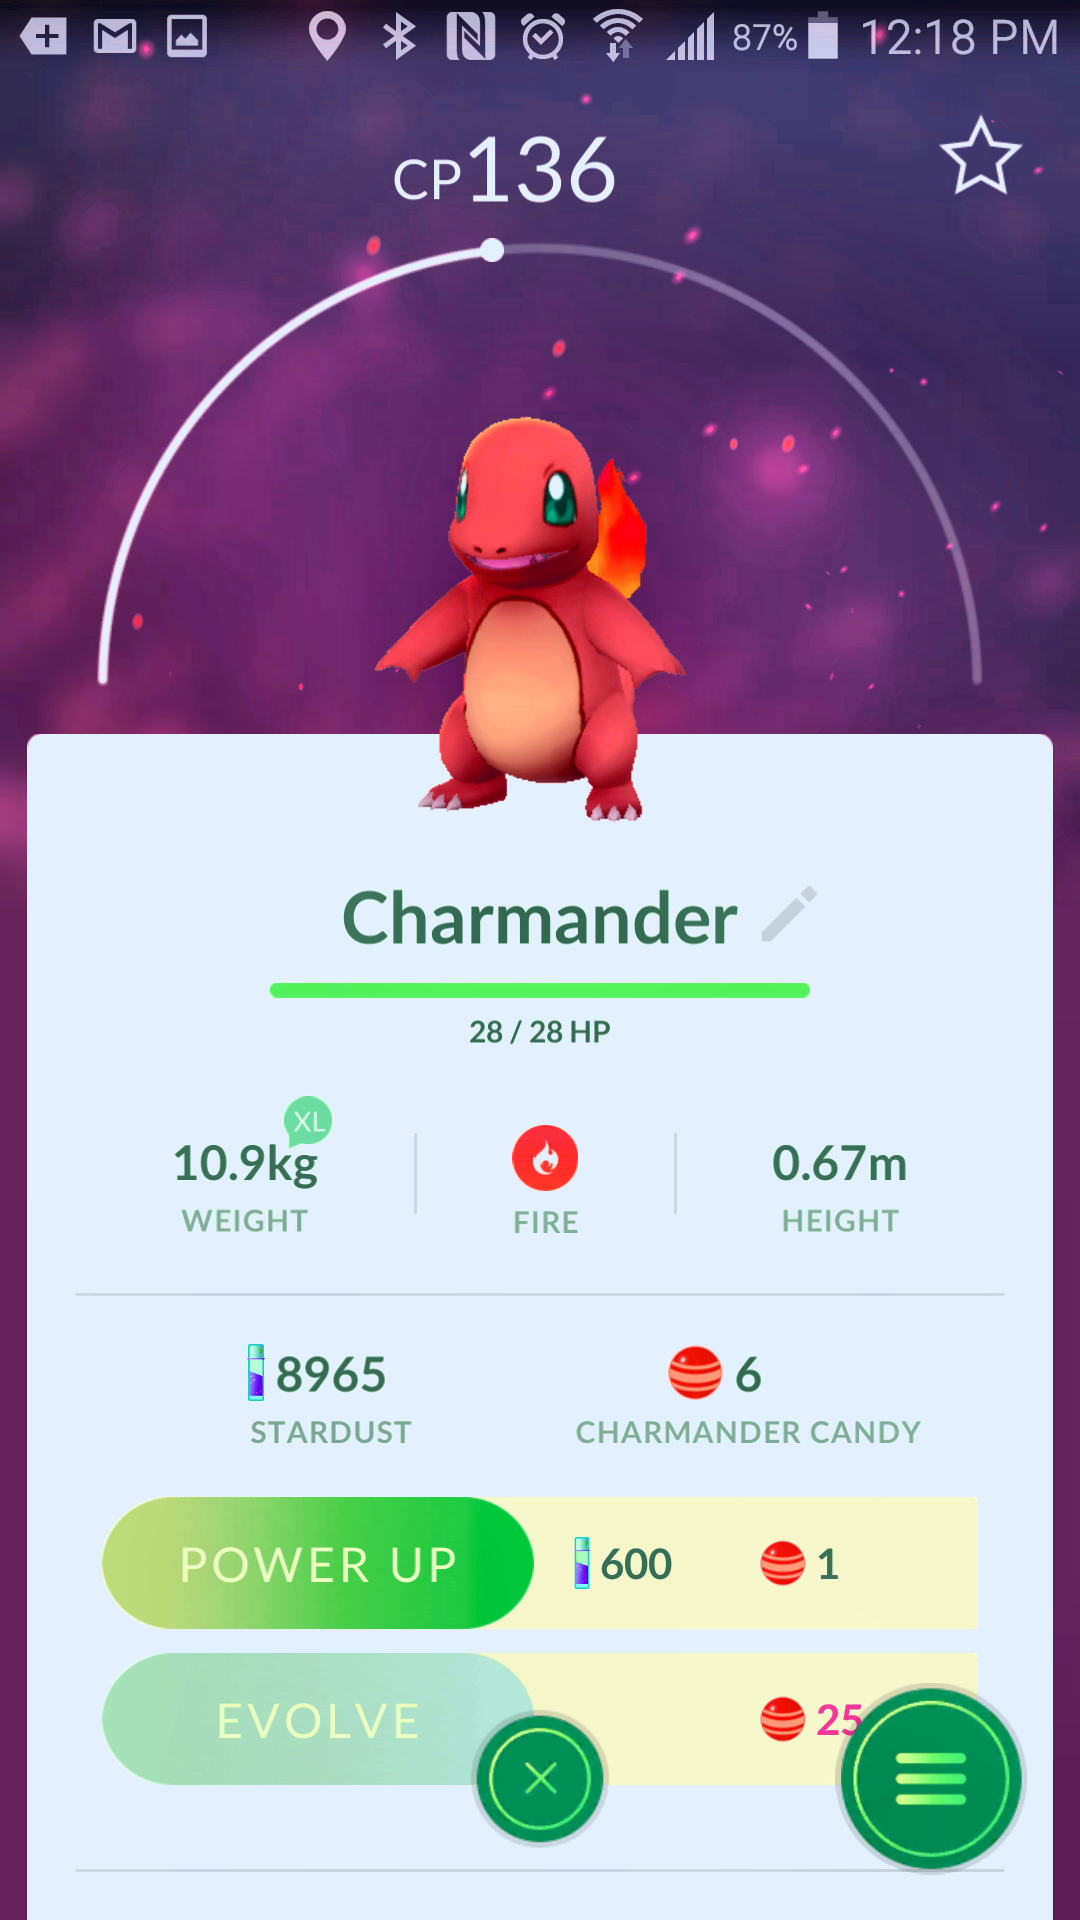 87% 12:18 PM
CP136
Charmander
28 / 28 HP
XL
10.9kg 0.67m
WEIGHT FIRE HEIGHT
8965 6
STARDUST CHARMANDER CANDY
POWER UP 600 1
EVOLVE 25